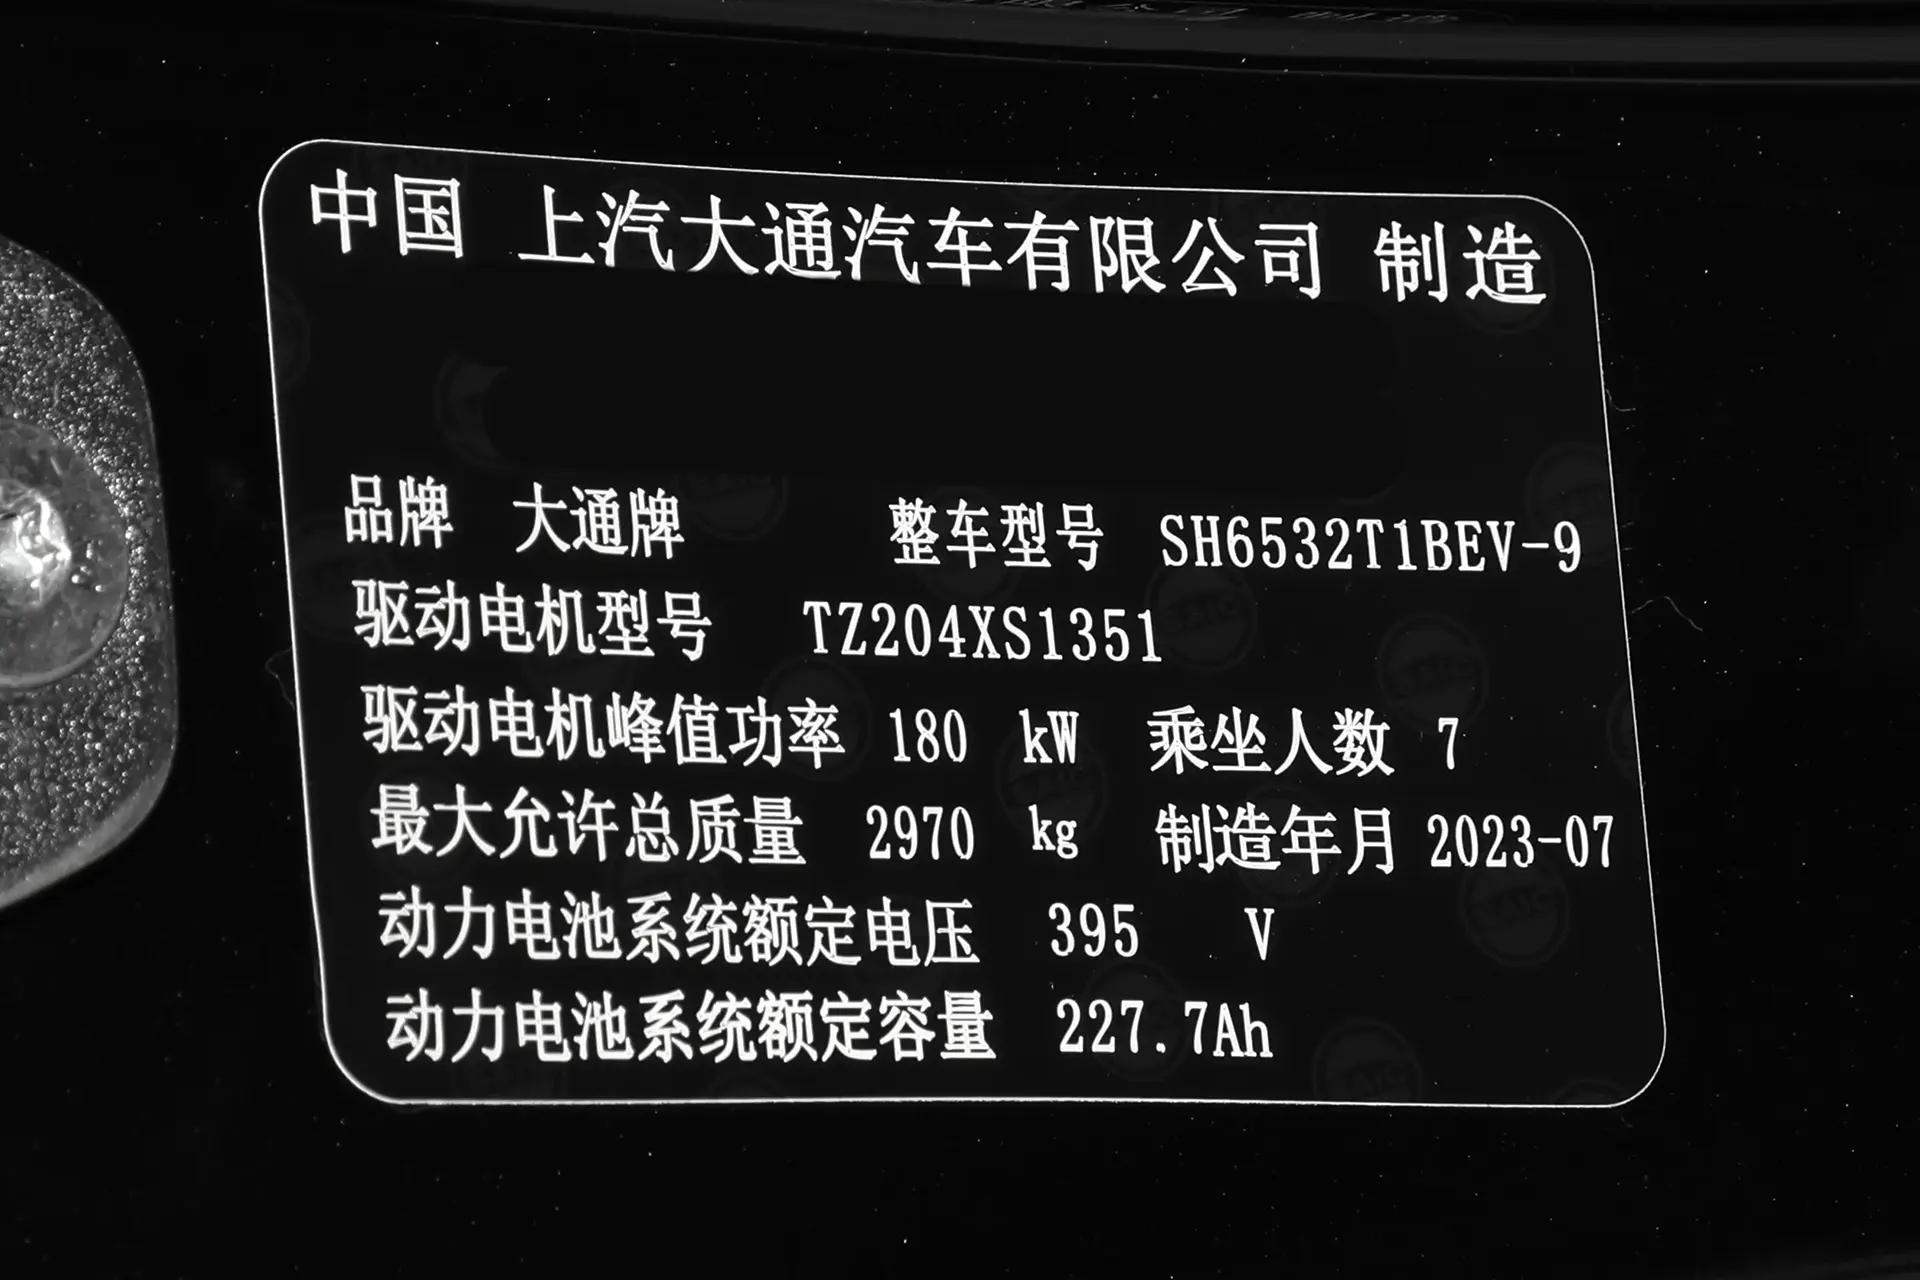 中国 上汽大通汽车有限公司 制造
品牌 大通牌 整车型号 SH6532T1BEV-9
驱动电机型号 TZ204XS1351
驱动电机峰值功率 180 kW 乘坐人数 7
最大允许总质量 2970 kg 制造年月 2023-07
动力电池系统额定电压 395 V
动力电池系统额定容量 227.7Ah